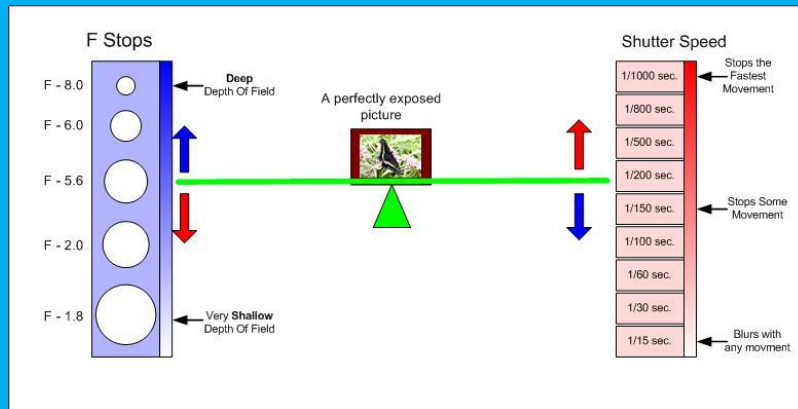 F Stops
F - 8.0
F - 6.0
F - 5.6
F - 2.0
F - 1.8
Deep
Depth Of Field
Very Shallow
Depth Of Field
A perfectly exposed
picture
Shutter Speed
1/1000 sec.
1/800 sec.
1/500 sec.
1/200 sec.
1/150 sec.
1/100 sec.
1/60 sec.
1/30 sec.
1/15 sec.
Stops the
Fastest
Movement
Stops Some
Movement
Blurs with
any movment